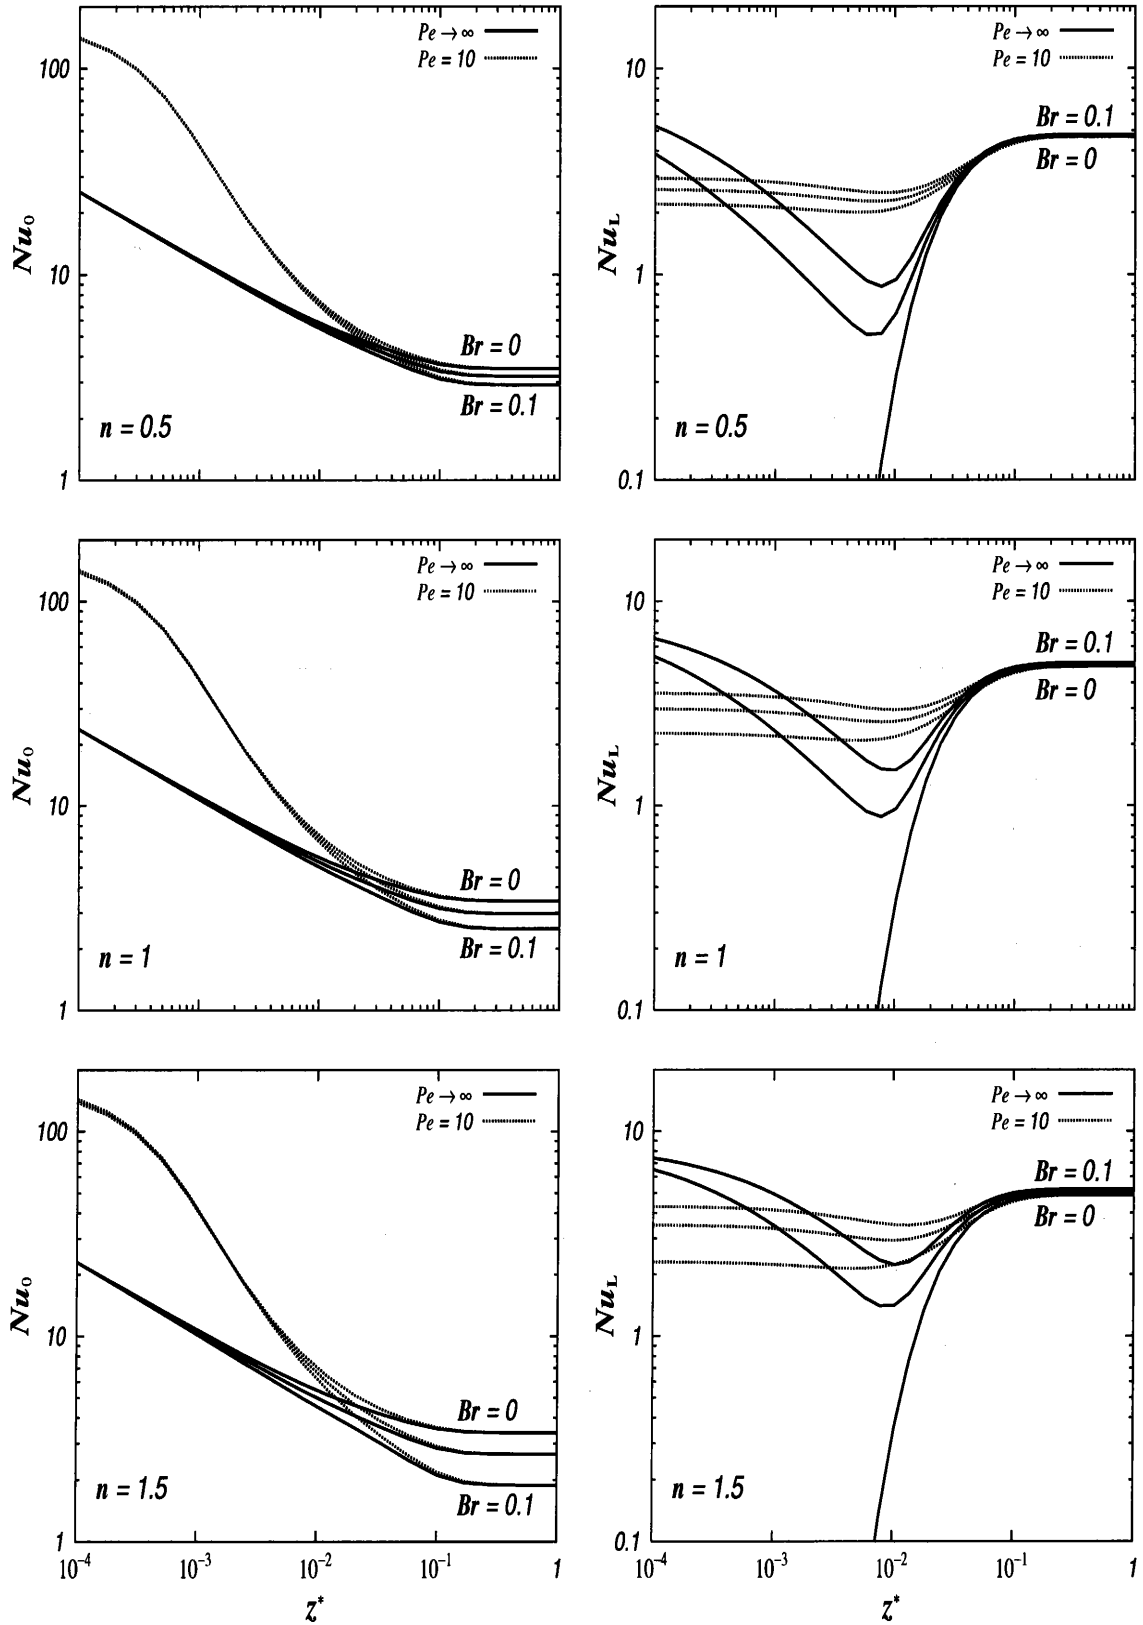 Pe → ∞
Pe = 10
100
10
1
Nu₀
Br = 0
Br = 0.1
n = 0.5
Pe → ∞
Pe = 10
10
1
0.1
Nu_L
Br = 0.1
Br = 0
n = 0.5
Pe → ∞
Pe = 10
100
10
1
Nu₀
Br = 0
Br = 0.1
n = 1
Pe → ∞
Pe = 10
10
1
0.1
Nu_L
Br = 0.1
Br = 0
n = 1
Pe → ∞
Pe = 10
100
10
1
Nu₀
Br = 0
Br = 0.1
n = 1.5
10⁻⁴ 10⁻³ 10⁻² 10⁻¹ 1
z*
Pe → ∞
Pe = 10
10
1
0.1
Nu_L
Br = 0.1
Br = 0
n = 1.5
10⁻⁴ 10⁻³ 10⁻² 10⁻¹ 1
z*